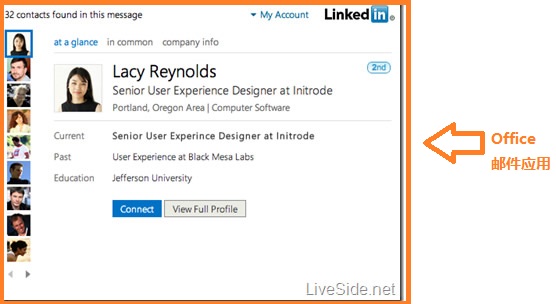 32 contacts found in this message
My Account
LinkedIn®
at a glance in common company info
Lacy Reynolds
2nd
Senior User Experience Designer at Initrode
Portland, Oregon Area | Computer Software
Current Senior User Experince Designer at Initrode
Past User Experience at Black Mesa Labs
Education Jefferson University
Connect View Full Profile
Office
邮件应用
LiveSide.net